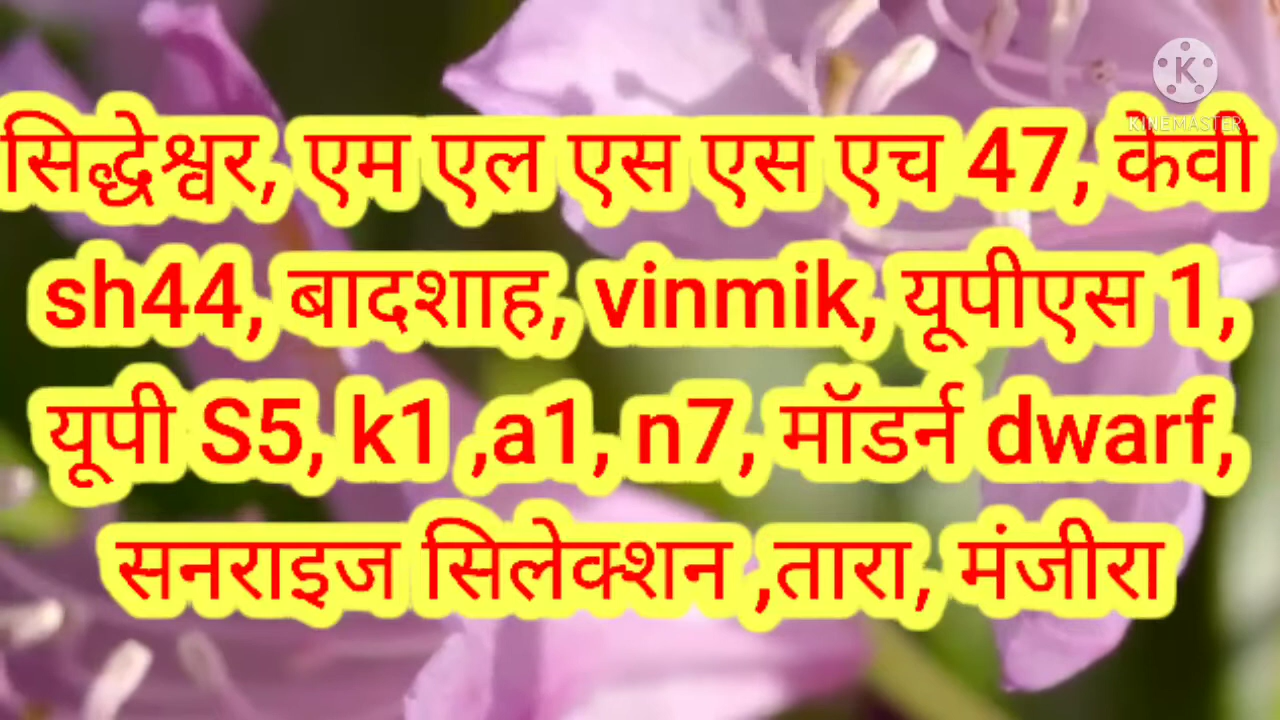 KINEMASTER
सिद्धेश्वर, एम एल एस एस एच 47, केवी
sh44, बादशाह, vinmik, यूपीएस 1,
यूपी S5, k1 ,a1, n7, मॉडर्न dwarf,
सनराइज सिलेक्शन ,तारा, मंजीरा